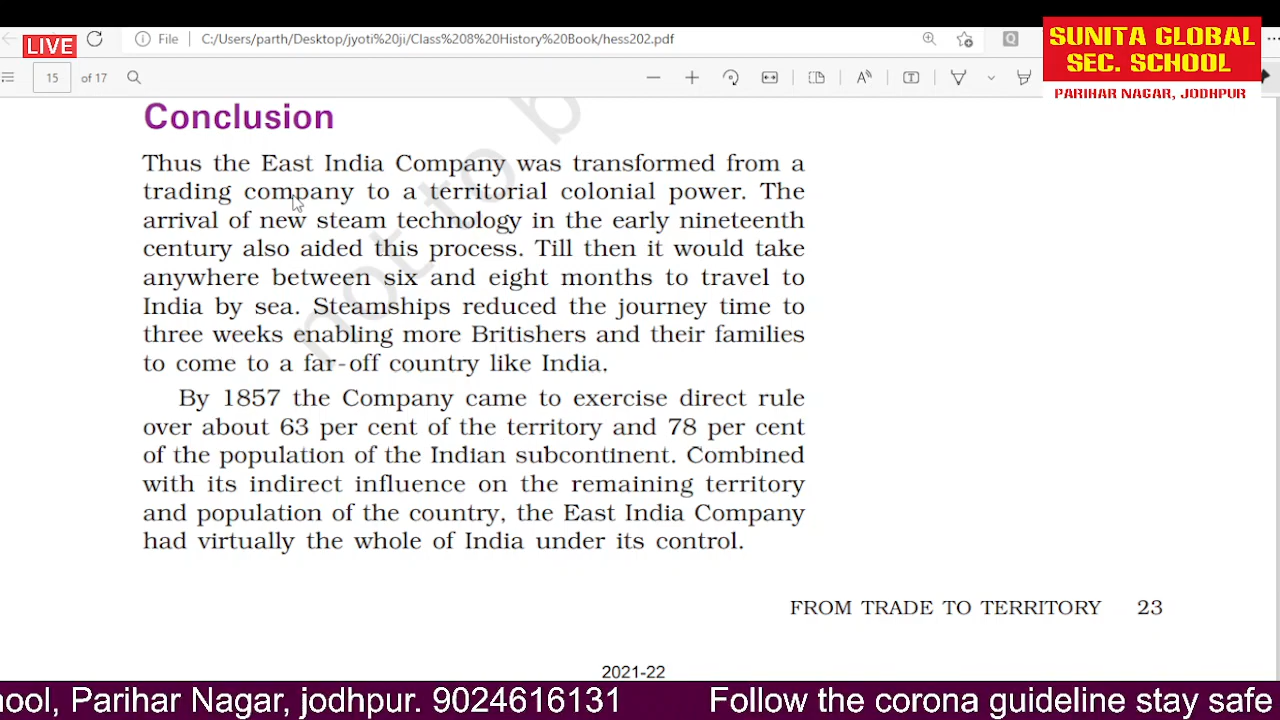 LIVE
File
C:/Users/parth/Desktop/jyoti%20ji/Class%208%20History%20Book/hess202.pdf
SUNITA GLOBAL
SEC. SCHOOL
PARIHAR NAGAR, JODHPUR
15 of 17
Conclusion
Thus the East India Company was transformed from a
trading company to a territorial colonial power. The
arrival of new steam technology in the early nineteenth
century also aided this process. Till then it would take
anywhere between six and eight months to travel to
India by sea. Steamships reduced the journey time to
three weeks enabling more Britishers and their families
to come to a far-off country like India.
By 1857 the Company came to exercise direct rule
over about 63 per cent of the territory and 78 per cent
of the population of the Indian subcontinent. Combined
with its indirect influence on the remaining territory
and population of the country, the East India Company
had virtually the whole of India under its control.
not to b
FROM TRADE TO TERRITORY 23
2021-22
hool, Parihar Nagar, jodhpur. 9024616131 Follow the corona guideline stay safe